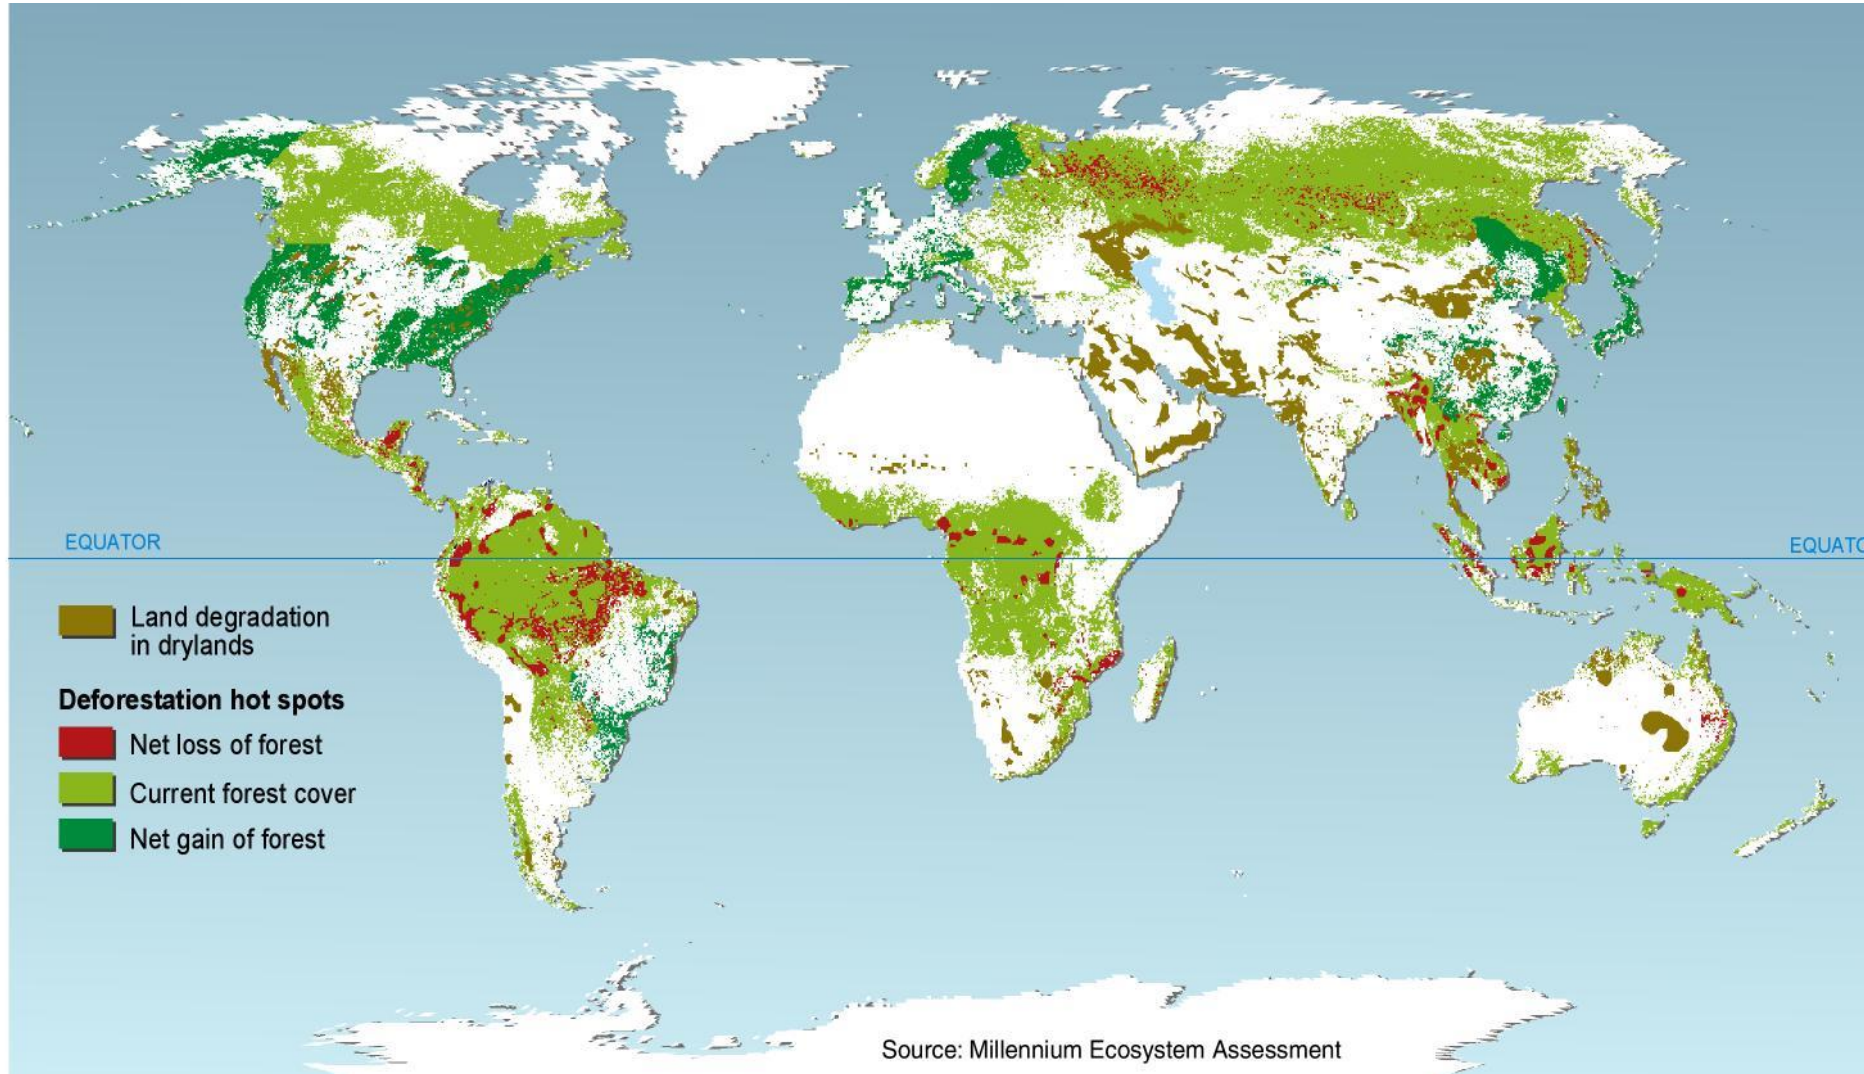 EQUATOR
EQUATO
Land degradation
in drylands
Deforestation hot spots
Net loss of forest
Current forest cover
Net gain of forest
Source: Millennium Ecosystem Assessment